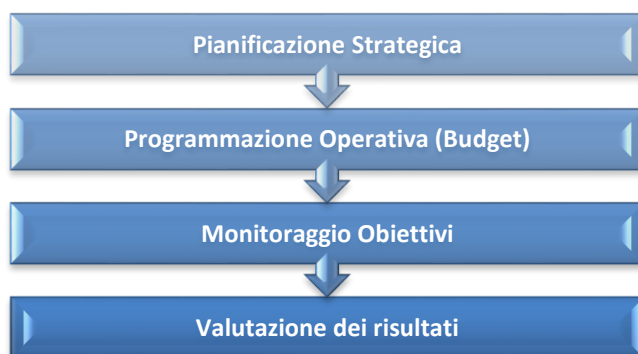 Pianificazione Strategica
Programmazione Operativa (Budget)
Monitoraggio Obiettivi
Valutazione dei risultati